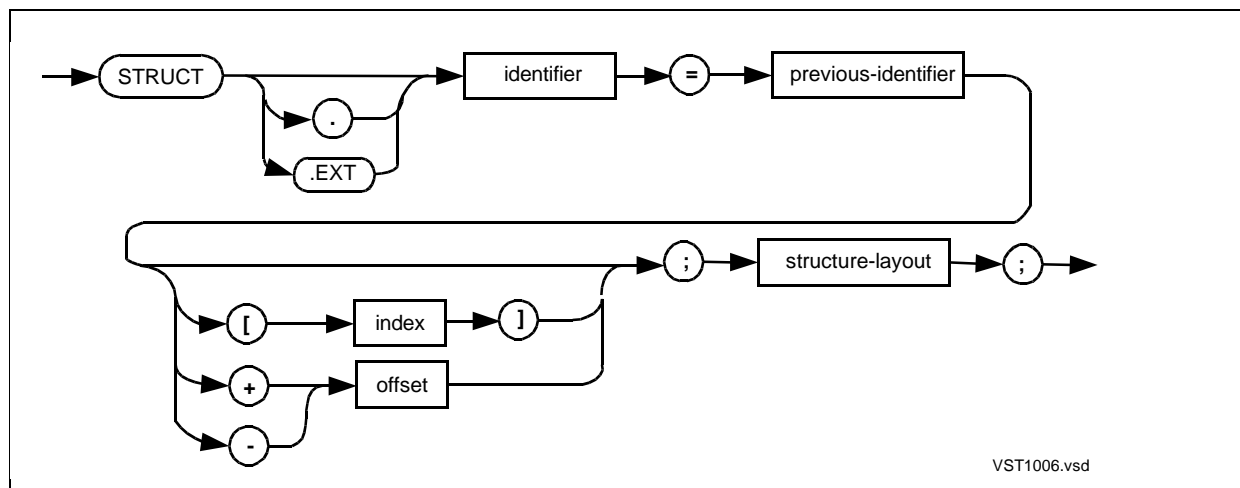 STRUCT identifier = previous-identifier
.
.EXT
; structure-layout ;
[ index ]
+ offset
-
VST1006.vsd